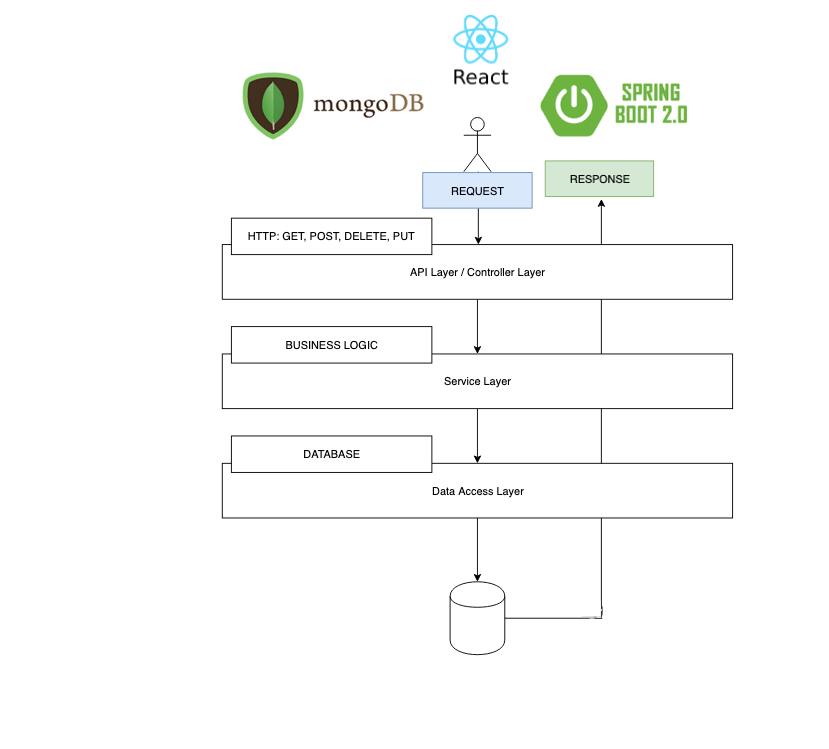 React
mongoDB
SPRING
BOOT 2.0
RESPONSE
REQUEST
HTTP: GET, POST, DELETE, PUT
API Layer / Controller Layer
BUSINESS LOGIC
Service Layer
DATABASE
Data Access Layer